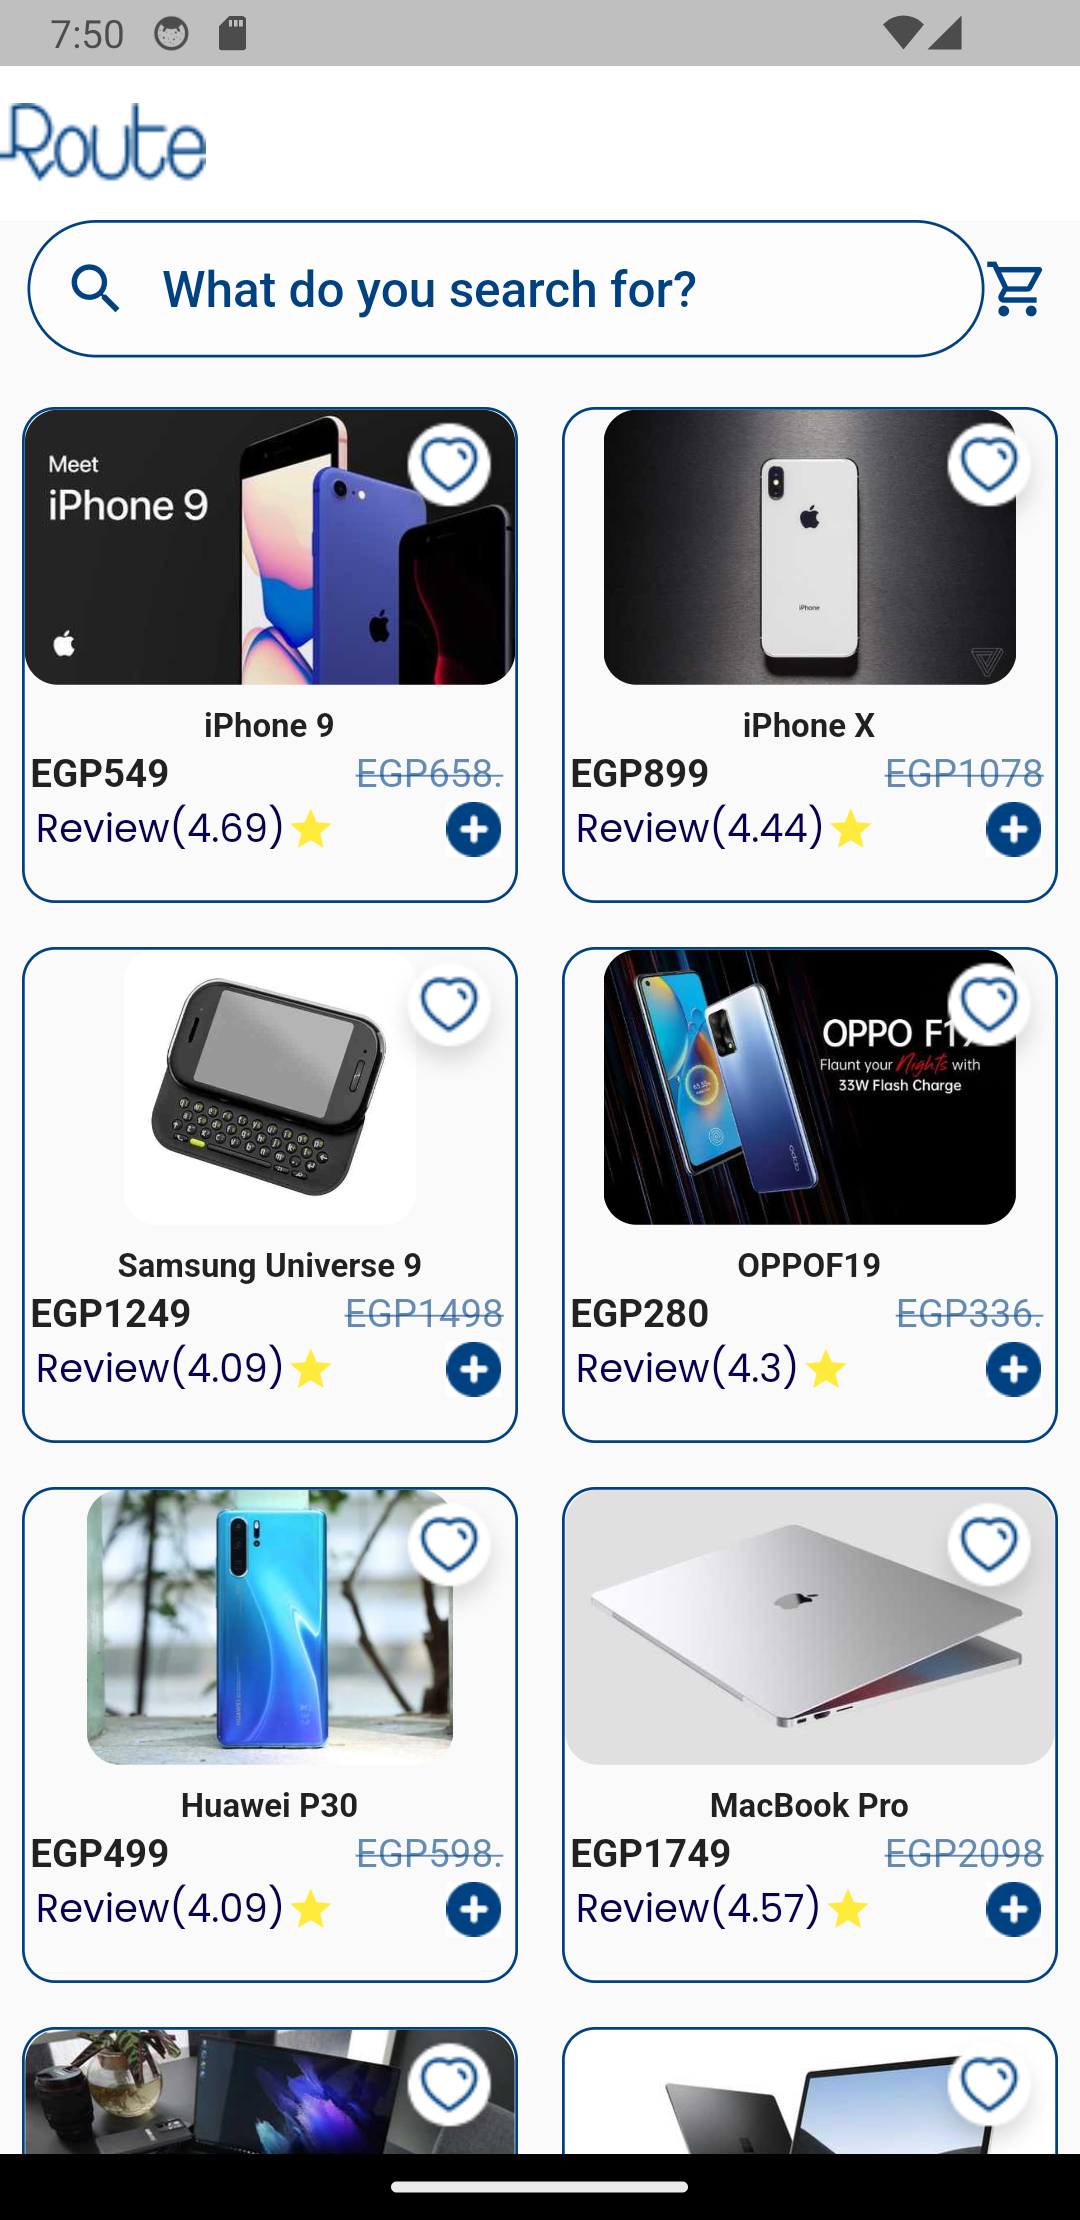 7:50
Route
What do you search for?
Meet
iPhone 9
iPhone
iPhone 9
EGP549 EGP658.
Review(4.69)
iPhone X
EGP899 EGP1078
Review(4.44)
OPPO F19
Flaunt your Nights with
33W Flash Charge
oppo
Samsung Universe 9
EGP1249 EGP1498
Review(4.09)
OPPOF19
EGP280 EGP336.
Review(4.3)
Huawei P30
EGP499 EGP598.
Review(4.09)
MacBook Pro
EGP1749 EGP2098
Review(4.57)